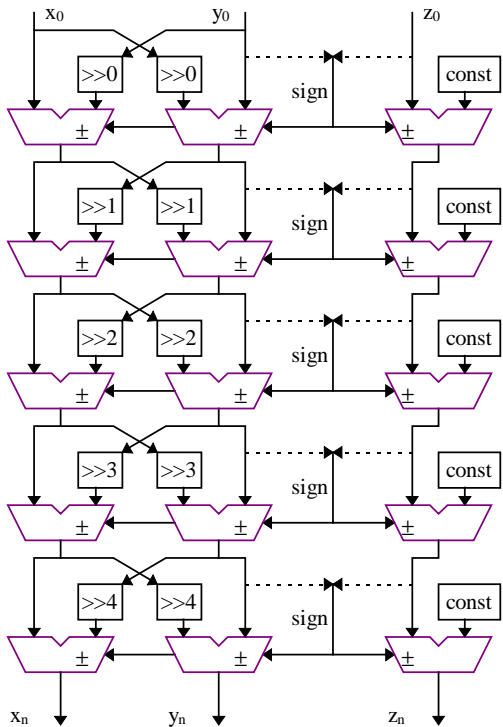 x₀ y₀ z₀
>>0 >>0 const
sign
± ± ±
>>1 >>1 const
sign
± ± ±
>>2 >>2 const
sign
± ± ±
>>3 >>3 const
sign
± ± ±
>>4 >>4 const
sign
± ± ±
xₙ yₙ zₙ